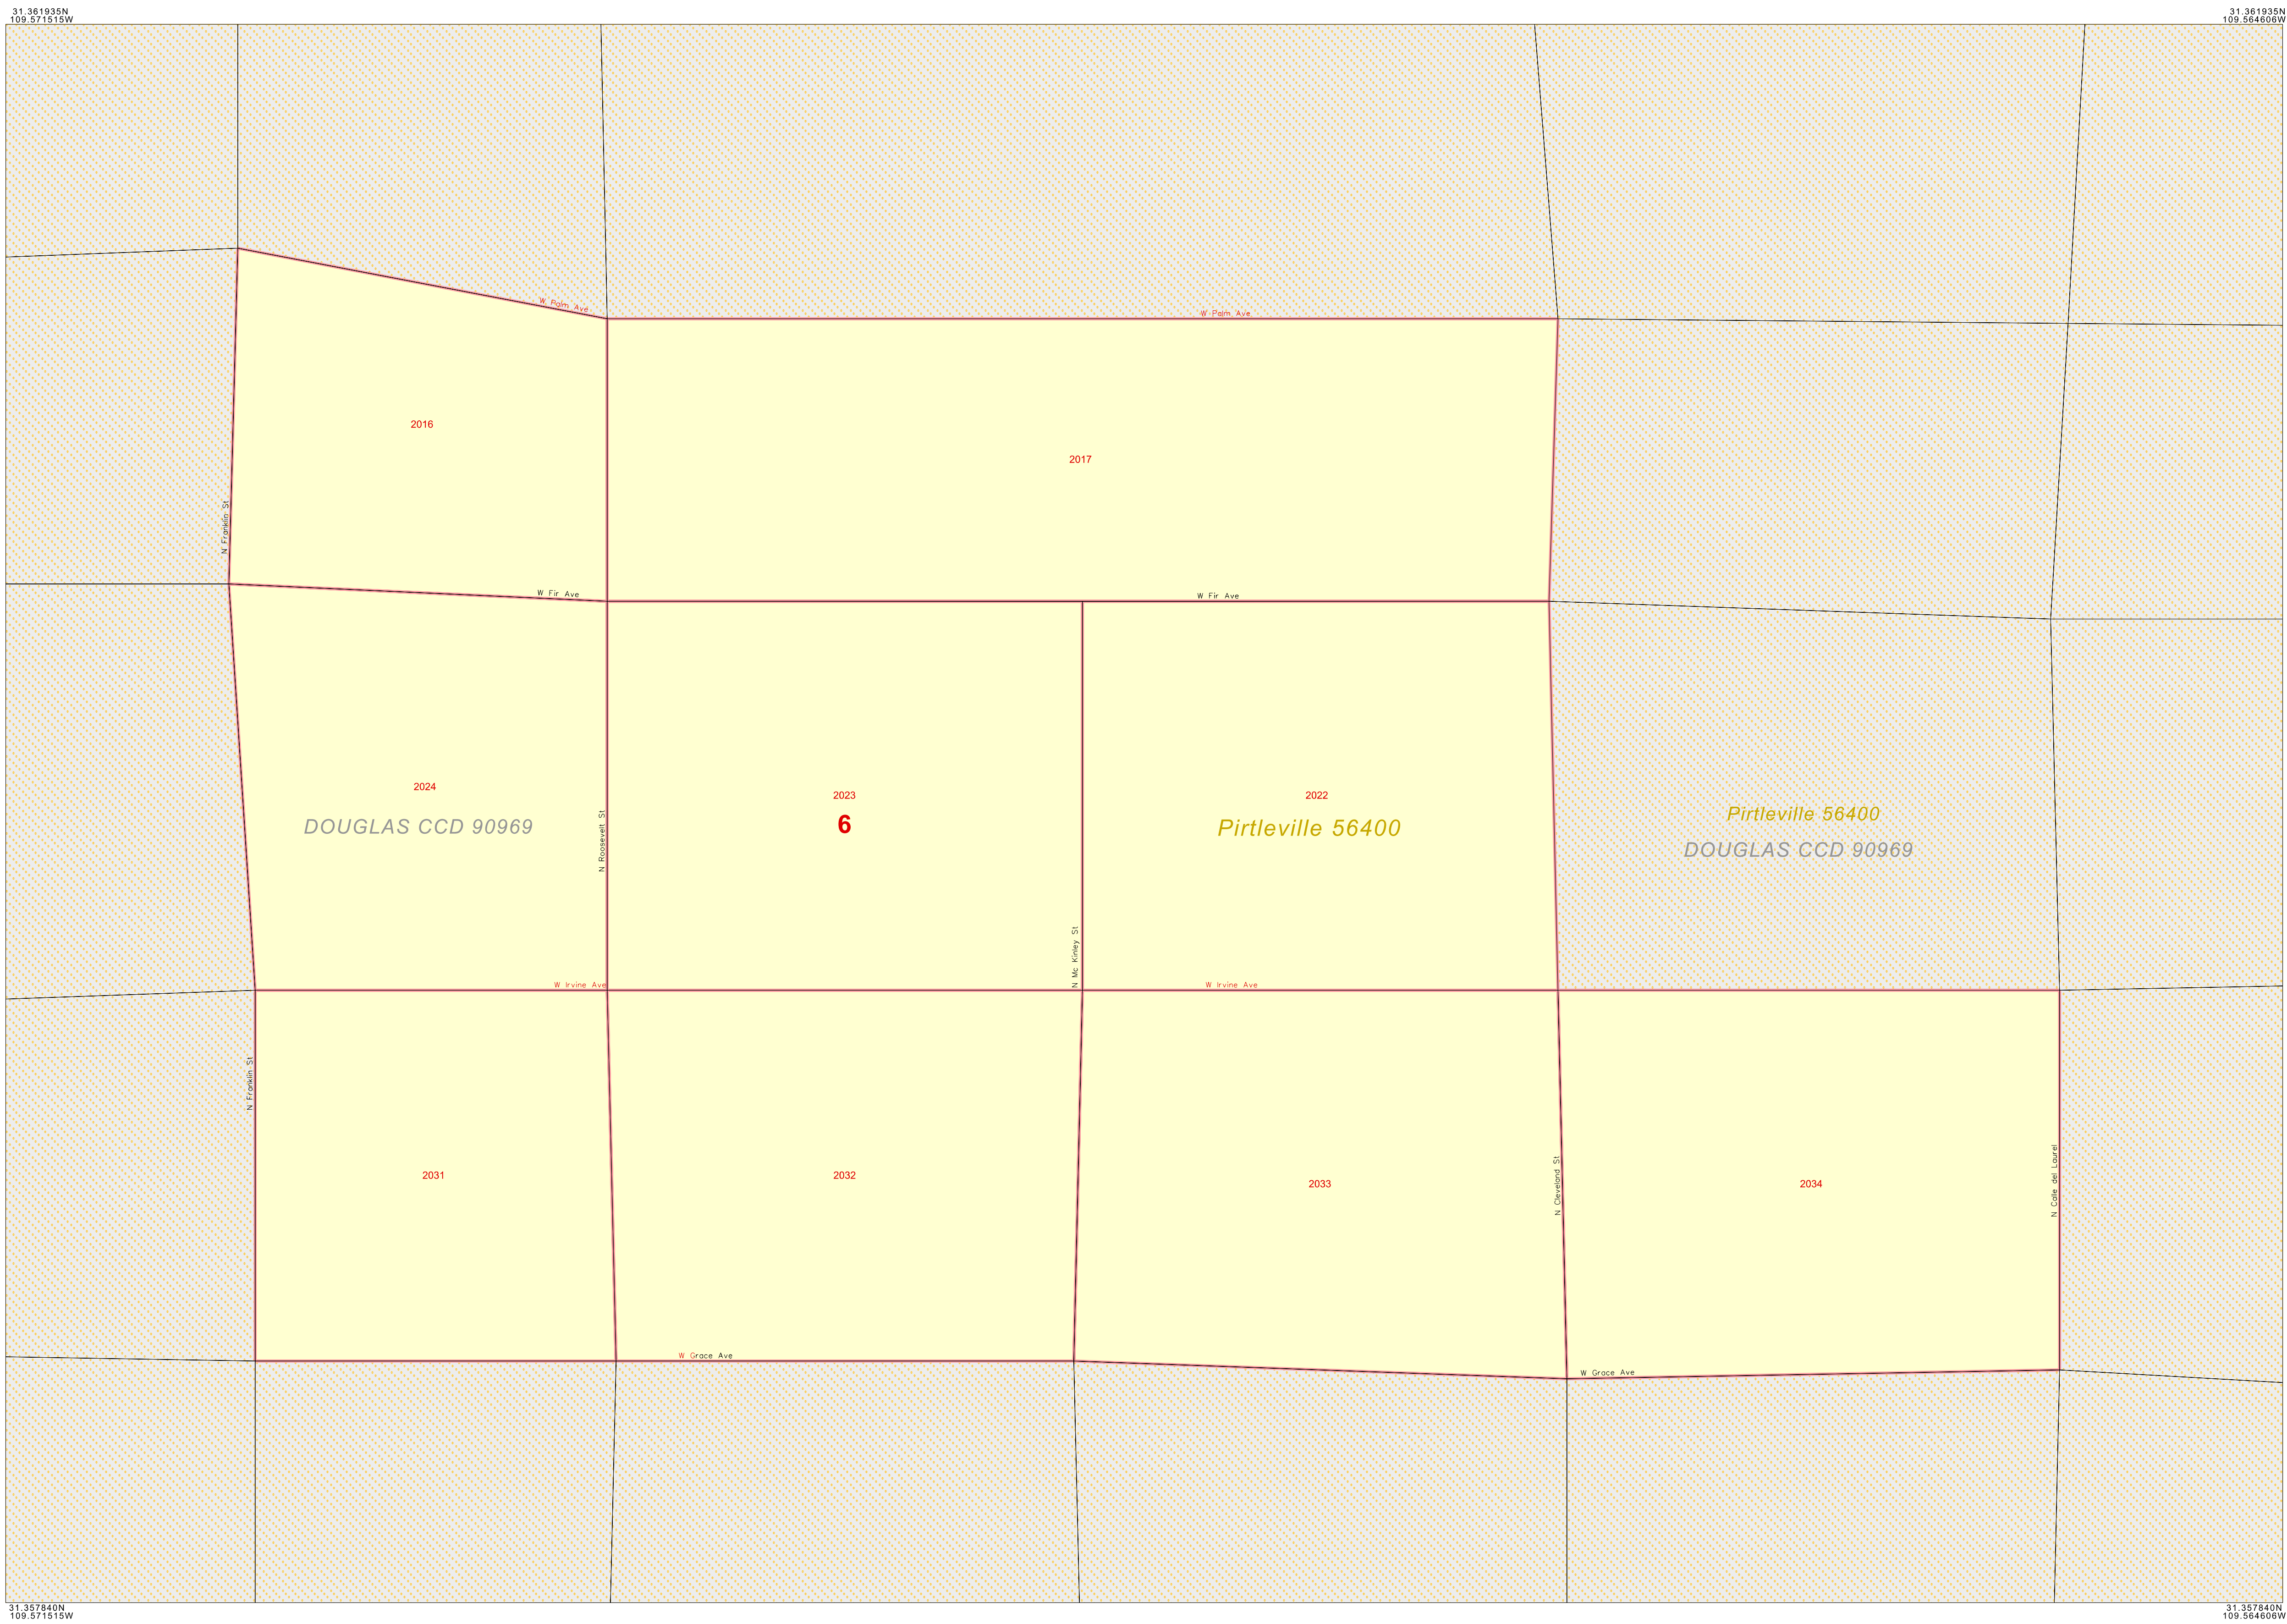 31.361935N
109.571515W
31.361935N
109.564606W
W Palm Ave
W Palm Ave
2016
2017
N Franklin St
W Fir Ave
W Fir Ave
2024
DOUGLAS CCD 90969
N Roosevelt St
2023
6
2022
Pirtleville 56400
Pirtleville 56400
DOUGLAS CCD 90969
N Mc Kinley St
W Irvine Ave
W Irvine Ave
N Franklin St
2031
2032
2033
N Cleveland St
2034
N Calle del Laurel
W Grace Ave
W Grace Ave
31.357840N
109.571515W
31.357840N
109.564606W